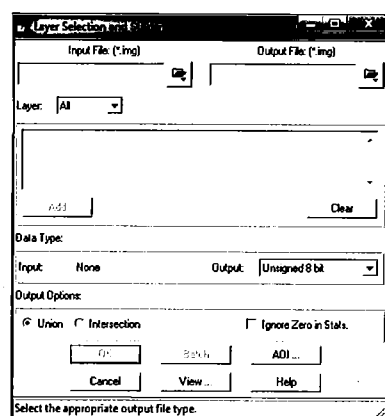 Layer Selection and Stacking
Input File: (*.img) Output File: (*.img)
Layer: All
Add Clear
Data Type:
Input: None Output: Unsigned 8 bit
Output Options:
Union Intersection Ignore Zero in Stats.
OK Batch AOI ...
Cancel View ... Help
Select the appropriate output file type.